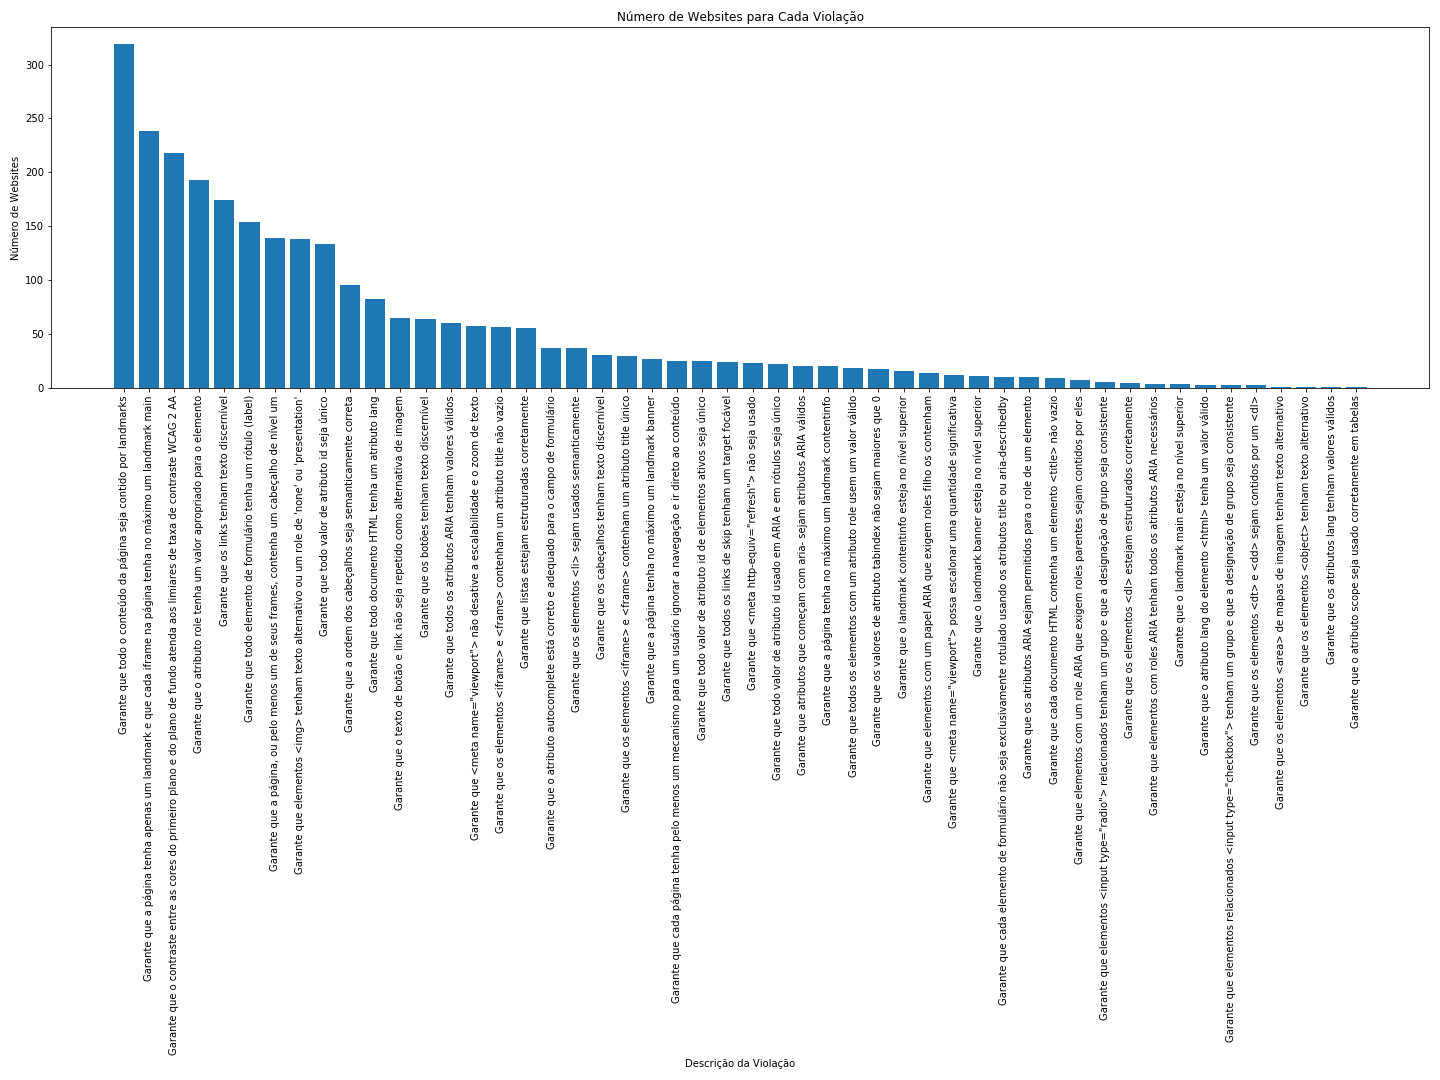 Número de Websites para Cada Violação
Número de Websites
300
250
200
150
100
50
0
Garante que todo o conteúdo da página seja contido por landmarks
Garante que a página tenha apenas um landmark e que cada iframe na página tenha no máximo um landmark main
Garante que o contraste entre as cores do primeiro plano e do plano de fundo atenda aos limiares de taxa de contraste WCAG 2 AA
Garante que o atributo role tenha um valor apropriado para o elemento
Garante que os links tenham texto discernível
Garante que todo elemento de formulário tenha um rótulo (label)
Garante que a página, ou pelo menos um de seus frames, contenha um cabeçalho de nível um
Garante que elementos <img> tenham texto alternativo ou um role de 'none' ou 'presentation'
Garante que todo valor de atributo id seja único
Garante que a ordem dos cabeçalhos seja semanticamente correta
Garante que todo documento HTML tenha um atributo lang
Garante que o texto de botão e link não seja repetido como alternativa de imagem
Garante que os botões tenham texto discernível
Garante que todos os atributos ARIA tenham valores válidos
Garante que <meta name="viewport"> não desative a escalabilidade e o zoom de texto
Garante que os elementos <iframe> e <frame> contenham um atributo title não vazio
Garante que listas estejam estruturadas corretamente
Garante que o atributo autocomplete está correto e adequado para o campo de formulário
Garante que os elementos <li> sejam usados semanticamente
Garante que os cabeçalhos tenham texto discernível
Garante que os elementos <iframe> e <frame> contenham um atributo title único
Garante que a página tenha no máximo um landmark banner
Garante que cada página tenha pelo menos um mecanismo para um usuário ignorar a navegação e ir direto ao conteúdo
Garante que todo valor de atributo id de elementos ativos seja único
Garante que todos os links de skip tenham um target focável
Garante que <meta http-equiv="refresh"> não seja usado
Garante que todo valor de atributo id usado em ARIA e em rótulos seja único
Garante que atributos que começam com aria- sejam atributos ARIA válidos
Garante que a página tenha no máximo um landmark contentinfo
Garante que todos os elementos com um atributo role usem um valor válido
Garante que os valores de atributo tabindex não sejam maiores que 0
Garante que o landmark contentinfo esteja no nível superior
Garante que elementos com um papel ARIA que exigem roles filho os contenham
Garante que <meta name="viewport"> possa escalonar uma quantidade significativa
Garante que o landmark banner esteja no nível superior
Garante que cada elemento de formulário não seja exclusivamente rotulado usando os atributos title ou aria-describedby
Garante que os atributos ARIA sejam permitidos para o role de um elemento
Garante que cada documento HTML contenha um elemento <title> não vazio
Garante que elementos com um role ARIA que exigem roles parentes sejam contidos por eles
Garante que elementos <input type="radio"> relacionados tenham um grupo e que a designação de grupo seja consistente
Garante que os elementos <dl> estejam estruturados corretamente
Garante que elementos com roles ARIA tenham todos os atributos ARIA necessários
Garante que o landmark main esteja no nível superior
Garante que o atributo lang do elemento <html> tenha um valor válido
Garante que elementos relacionados <input type="checkbox"> tenham um grupo e que a designação de grupo seja consistente
Garante que os elementos <dt> e <dd> sejam contidos por um <dl>
Garante que os elementos <area> de mapas de imagem tenham texto alternativo
Garante que os elementos <object> tenham texto alternativo
Garante que os atributos lang tenham valores válidos
Garante que o atributo scope seja usado corretamente em tabelas
Descrição da Violação